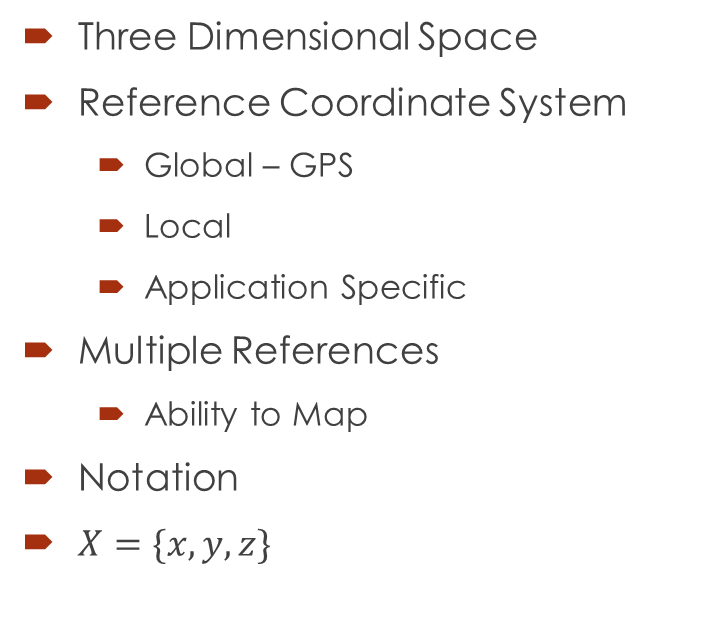 Three Dimensional Space
Reference Coordinate System
Global – GPS
Local
Application Specific
Multiple References
Ability to Map
Notation
X = {x, y, z}